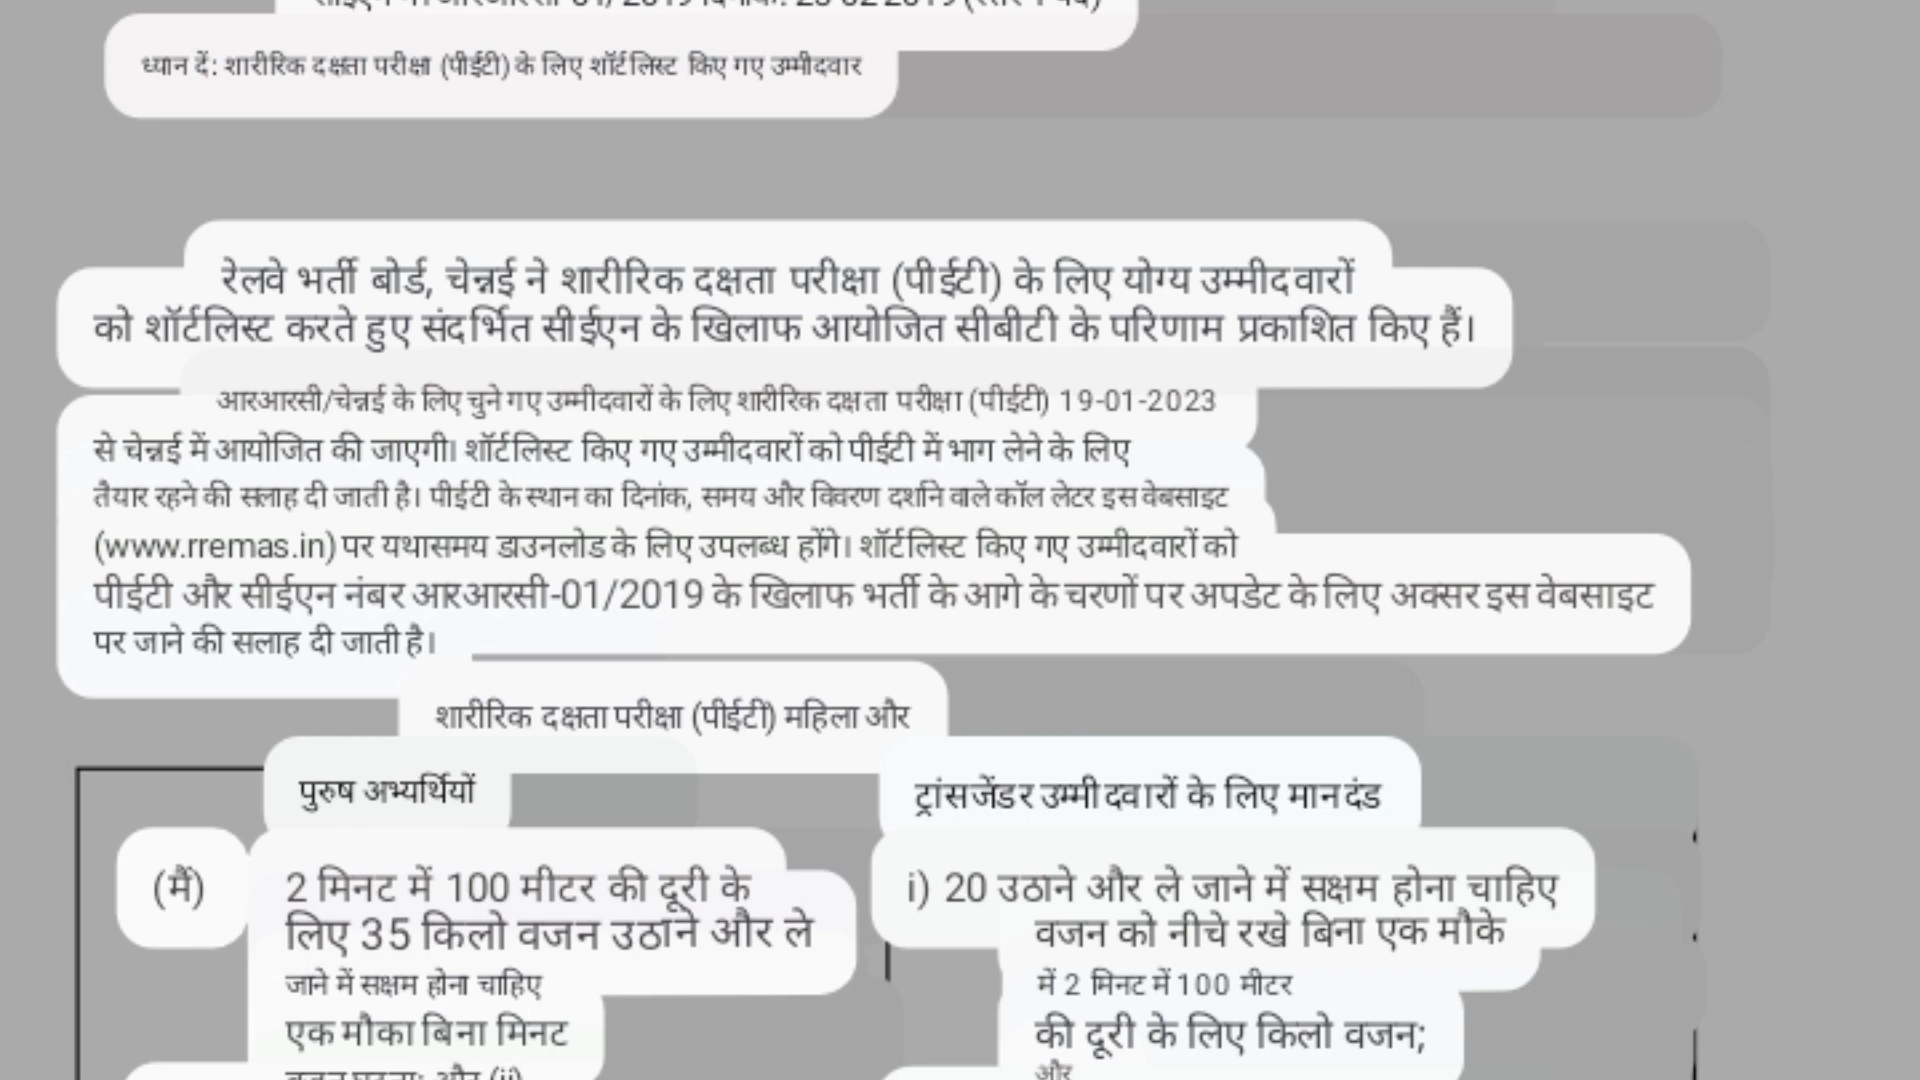 ध्यान दें: शारीरिक दक्षता परीक्षा (पीईटी) के लिए शॉर्टलिस्ट किए गए उम्मीदवार
रेलवे भर्ती बोर्ड, चेन्नई ने शारीरिक दक्षता परीक्षा (पीईटी) के लिए योग्य उम्मीदवारों
को शॉर्टलिस्ट करते हुए संदर्भित सीईएन के खिलाफ आयोजित सीबीटी के परिणाम प्रकाशित किए हैं।
आरआरसी/चेन्नई के लिए चुने गए उम्मीदवारों के लिए शारीरिक दक्षता परीक्षा (पीईटी) 19-01-2023
से चेन्नई में आयोजित की जाएगी। शॉर्टलिस्ट किए गए उम्मीदवारों को पीईटी में भाग लेने के लिए
तैयार रहने की सलाह दी जाती है। पीईटी के स्थान का दिनांक, समय और विवरण दर्शाने वाले कॉल लेटर इस वेबसाइट
(www.rremas.in) पर यथासमय डाउनलोड के लिए उपलब्ध होंगे। शॉर्टलिस्ट किए गए उम्मीदवारों को
पीईटी और सीईएन नंबर आरआरसी-01/2019 के खिलाफ भर्ती के आगे के चरणों पर अपडेट के लिए अक्सर इस वेबसाइट
पर जाने की सलाह दी जाती है।
शारीरिक दक्षता परीक्षा (पीईटी) महिला और
पुरुष अभ्यर्थियों
ट्रांसजेंडर उम्मीदवारों के लिए मानदंड
(मैं)
2 मिनट में 100 मीटर की दूरी के
लिए 35 किलो वजन उठाने और ले
जाने में सक्षम होना चाहिए
एक मौका बिना मिनट
i) 20 उठाने और ले जाने में सक्षम होना चाहिए
वजन को नीचे रखे बिना एक मौके
में 2 मिनट में 100 मीटर
की दूरी के लिए किलो वजन;
और